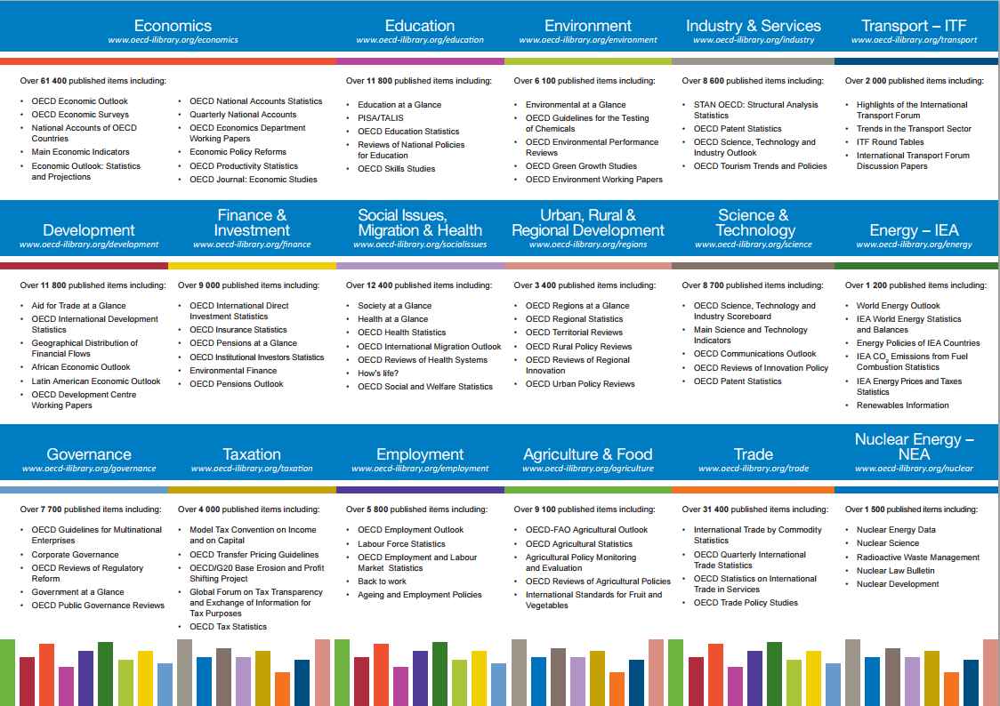 Economics
www.oecd-ilibrary.org/economics
Over 61 400 published items including:
• OECD Economic Outlook
• OECD Economic Surveys
• National Accounts of OECD
Countries
• Main Economic Indicators
• Economic Outlook: Statistics
and Projections
• OECD National Accounts Statistics
• Quarterly National Accounts
• OECD Economics Department
Working Papers
• Economic Policy Reforms
• OECD Productivity Statistics
• OECD Journal: Economic Studies
Education
www.oecd-ilibrary.org/education
Over 11 800 published items including:
• Education at a Glance
• PISA/TALIS
• OECD Education Statistics
• Reviews of National Policies
for Education
• OECD Skills Studies
Environment
www.oecd-ilibrary.org/environment
Over 6 100 published items including:
• Environmental at a Glance
• OECD Guidelines for the Testing
of Chemicals
• OECD Environmental Performance
Reviews
• OECD Green Growth Studies
• OECD Environment Working Papers
Industry & Services
www.oecd-ilibrary.org/industry
Over 8 600 published items including:
• STAN OECD: Structural Analysis
Statistics
• OECD Patent Statistics
• OECD Science, Technology and
Industry Outlook
• OECD Tourism Trends and Policies
Transport – ITF
www.oecd-ilibrary.org/transport
Over 2 000 published items including:
• Highlights of the International
Transport Forum
• Trends in the Transport Sector
• ITF Round Tables
• International Transport Forum
Discussion Papers
Development
www.oecd-ilibrary.org/development
Over 11 800 published items including:
• Aid for Trade at a Glance
• OECD International Development
Statistics
• Geographical Distribution of
Financial Flows
• African Economic Outlook
• Latin American Economic Outlook
• OECD Development Centre
Working Papers
Finance &
Investment
www.oecd-ilibrary.org/finance
Over 9 000 published items including:
• OECD International Direct
Investment Statistics
• OECD Insurance Statistics
• OECD Pensions at a Glance
• OECD Institutional Investors Statistics
• Environmental Finance
• OECD Pensions Outlook
Social Issues,
Migration & Health
www.oecd-ilibrary.org/socialissues
Over 12 400 published items including:
• Society at a Glance
• Health at a Glance
• OECD Health Statistics
• OECD International Migration Outlook
• OECD Reviews of Health Systems
• How's life?
• OECD Social and Welfare Statistics
Urban, Rural &
Regional Development
www.oecd-ilibrary.org/regions
Over 3 400 published items including:
• OECD Regions at a Glance
• OECD Regional Statistics
• OECD Territorial Reviews
• OECD Rural Policy Reviews
• OECD Reviews of Regional
Innovation
• OECD Urban Policy Reviews
Science &
Technology
www.oecd-ilibrary.org/science
Over 8 700 published items including:
• OECD Science, Technology and
Industry Scoreboard
• Main Science and Technology
Indicators
• OECD Communications Outlook
• OECD Reviews of Innovation Policy
• OECD Patent Statistics
Energy – IEA
www.oecd-ilibrary.org/energy
Over 1 200 published items including:
• World Energy Outlook
• IEA World Energy Statistics
and Balances
• Energy Policies of IEA Countries
• IEA CO2 Emissions from Fuel
Combustion Statistics
• IEA Energy Prices and Taxes
Statistics
• Renewables Information
Governance
www.oecd-ilibrary.org/governance
Over 7 700 published items including:
• OECD Guidelines for Multinational
Enterprises
• Corporate Governance
• OECD Reviews of Regulatory
Reform
• Government at a Glance
• OECD Public Governance Reviews
Taxation
www.oecd-ilibrary.org/taxation
Over 4 000 published items including:
• Model Tax Convention on Income
and on Capital
• OECD Transfer Pricing Guidelines
• OECD/G20 Base Erosion and Profit
Shifting Project
• Global Forum on Tax Transparency
and Exchange of Information for
Tax Purposes
• OECD Tax Statistics
Employment
www.oecd-ilibrary.org/employment
Over 5 800 published items including:
• OECD Employment Outlook
• Labour Force Statistics
• OECD Employment and Labour
Market Statistics
• Back to work
• Ageing and Employment Policies
Agriculture & Food
www.oecd-ilibrary.org/agriculture
Over 9 100 published items including:
• OECD-FAO Agricultural Outlook
• OECD Agricultural Statistics
• Agricultural Policy Monitoring
and Evaluation
• OECD Reviews of Agricultural Policies
• International Standards for Fruit and
Vegetables
Trade
www.oecd-ilibrary.org/trade
Over 31 400 published items including:
• International Trade by Commodity
Statistics
• OECD Quarterly International
Trade Statistics
• OECD Statistics on International
Trade in Services
• OECD Trade Policy Studies
Nuclear Energy –
NEA
www.oecd-ilibrary.org/nuclear
Over 1 500 published items including:
• Nuclear Energy Data
• Nuclear Science
• Radioactive Waste Management
• Nuclear Law Bulletin
• Nuclear Development